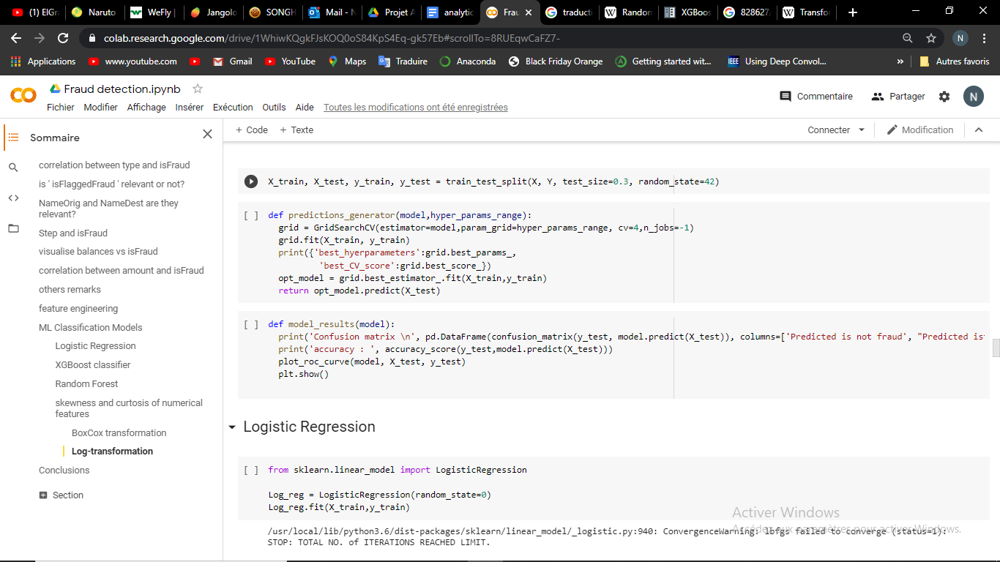 (1) ElGra
Naruto
WeFly |
Jangolo
SONGH
Mail - N
Projet A
analytic
Frau
traducti
Random
XGBoos
828627,
Transfo
colab.research.google.com/drive/1WhiwKQgkFJsKOQ0oS84KpS4Eq-gk57Eb#scrollTo=8RUEqwCaFZ7-
N
Applications
www.youtube.com
Gmail
YouTube
Maps
Traduire
Anaconda
Black Friday Orange
Getting started wit...
IEEE Using Deep Convol...
»
Autres favoris
Fraud detection.ipynb
Commentaire
Partager
N
Fichier Modifier Affichage Insérer Exécution Outils Aide Toutes les modifications ont été enregistrées
Sommaire
+ Code + Texte
Connecter
Modification
correlation between type and isFraud
is ' isFlaggedFraud ' relevant or not?
NameOrig and NameDest are they
relevant?
Step and isFraud
visualise balances vs isFraud
correlation between amount and isFraud
others remarks
feature engineering
ML Classification Models
Logistic Regression
XGBoost classifier
Random Forest
skewness and curtosis of numerical
features
BoxCox transformation
Log-transformation
Conclusions
Section
X_train, X_test, y_train, y_test = train_test_split(X, Y, test_size=0.3, random_state=42)
[ ] def predictions_generator(model,hyper_params_range):
grid = GridSearchCV(estimator=model,param_grid=hyper_params_range, cv=4,n_jobs=-1)
grid.fit(X_train, y_train)
print({'best_hyerparameters':grid.best_params_,
'best_CV_score':grid.best_score_})
opt_model = grid.best_estimator_.fit(X_train,y_train)
return opt_model.predict(X_test)
[ ] def model_results(model):
print('Confusion matrix \n', pd.DataFrame(confusion_matrix(y_test, model.predict(X_test)), columns=['Predicted is not fraud', "Predicted is
print('accuracy : ', accuracy_score(y_test,model.predict(X_test)))
plot_roc_curve(model, X_test, y_test)
plt.show()
Logistic Regression
[ ] from sklearn.linear_model import LogisticRegression
Log_reg = LogisticRegression(random_state=0)
Log_reg.fit(X_train,y_train)
/usr/local/lib/python3.6/dist-packages/sklearn/linear_model/_logistic.py:940: ConvergenceWarning: lbfgs failed to converge (status=1):
STOP: TOTAL NO. of ITERATIONS REACHED LIMIT.
Activer Windows
Accédez aux paramètres pour activer Windows.